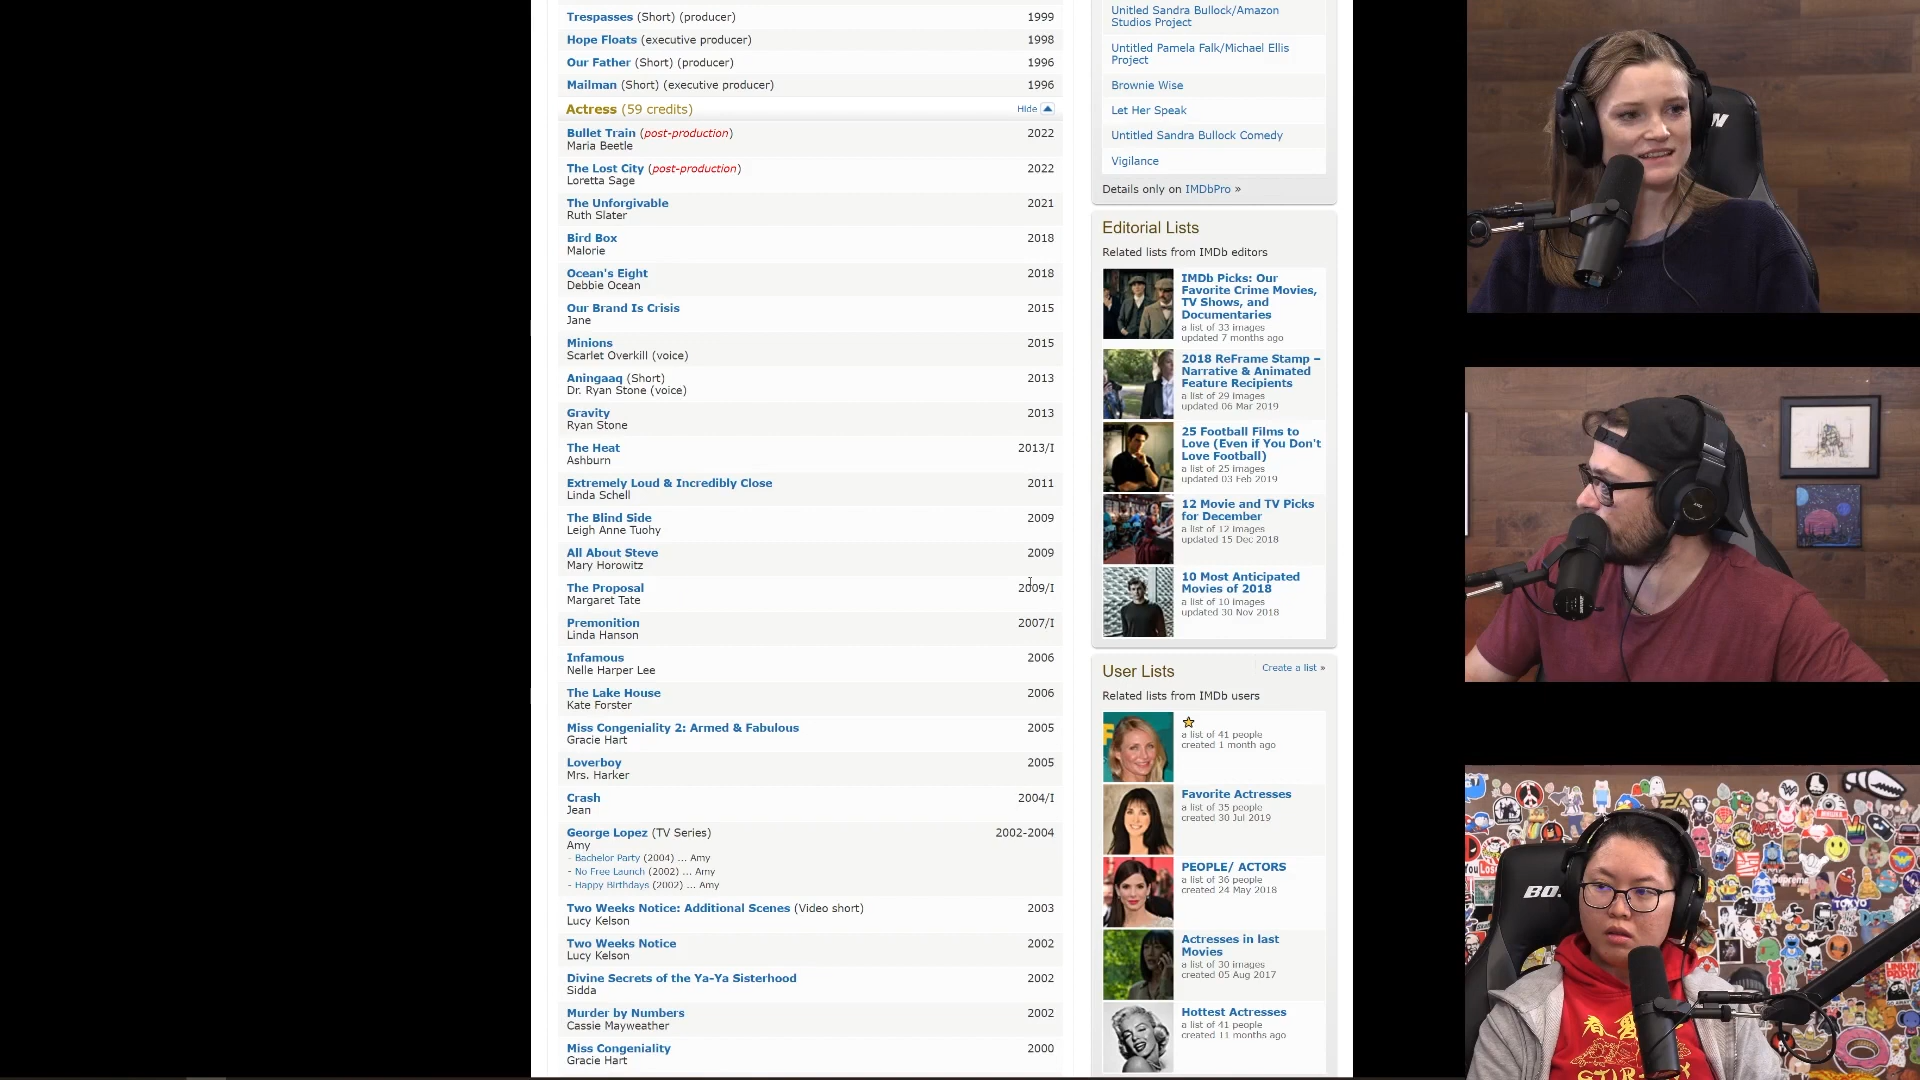 Trespasses (Short) (producer) 1999
Hope Floats (executive producer) 1998
Our Father (Short) (producer) 1996
Mailman (Short) (executive producer) 1996
Actress (59 credits) Hide
Bullet Train (post-production) 2022
Maria Beetle
The Lost City (post-production) 2022
Loretta Sage
The Unforgivable 2021
Ruth Slater
Bird Box 2018
Malorie
Ocean's Eight 2018
Debbie Ocean
Our Brand Is Crisis 2015
Jane
Minions 2015
Scarlet Overkill (voice)
Aningaaq (Short) 2013
Dr. Ryan Stone (voice)
Gravity 2013
Ryan Stone
The Heat 2013/I
Ashburn
Extremely Loud & Incredibly Close 2011
Linda Schell
The Blind Side 2009
Leigh Anne Tuohy
All About Steve 2009
Mary Horowitz
The Proposal 2009/I
Margaret Tate
Premonition 2007/I
Linda Hanson
Infamous 2006
Nelle Harper Lee
The Lake House 2006
Kate Forster
Miss Congeniality 2: Armed & Fabulous 2005
Gracie Hart
Loverboy 2005
Mrs. Harker
Crash 2004/I
Jean
George Lopez (TV Series) 2002-2004
Amy
- Bachelor Party (2004) ... Amy
- No Free Launch (2002) ... Amy
- Happy Birthdays (2002) ... Amy
Two Weeks Notice: Additional Scenes (Video short) 2003
Lucy Kelson
Two Weeks Notice 2002
Lucy Kelson
Divine Secrets of the Ya-Ya Sisterhood 2002
Sidda
Murder by Numbers 2002
Cassie Mayweather
Miss Congeniality 2000
Gracie Hart
Unitled Sandra Bullock/Amazon
Studios Project
Untitled Pamela Falk/Michael Ellis
Project
Brownie Wise
Let Her Speak
Untitled Sandra Bullock Comedy
Vigilance
Details only on IMDbPro »
Editorial Lists
Related lists from IMDb editors
IMDb Picks: Our
Favorite Crime Movies,
TV Shows, and
Documentaries
a list of 33 images
updated 7 months ago
2018 ReFrame Stamp –
Narrative & Animated
Feature Recipients
a list of 29 images
updated 06 Mar 2019
25 Football Films to
Love (Even if You Don't
Love Football)
a list of 25 images
updated 03 Feb 2019
12 Movie and TV Picks
for December
a list of 12 images
updated 15 Dec 2018
10 Most Anticipated
Movies of 2018
a list of 10 images
updated 30 Nov 2018
User Lists Create a list »
Related lists from IMDb users
a list of 41 people
created 1 month ago
Favorite Actresses
a list of 35 people
created 30 Jul 2019
PEOPLE/ ACTORS
a list of 36 people
created 24 May 2018
Actresses in last
Movies
a list of 30 images
created 05 Aug 2017
Hottest Actresses
a list of 41 people
created 11 months ago
Supreme
TOKYO
LINKIN
PARK